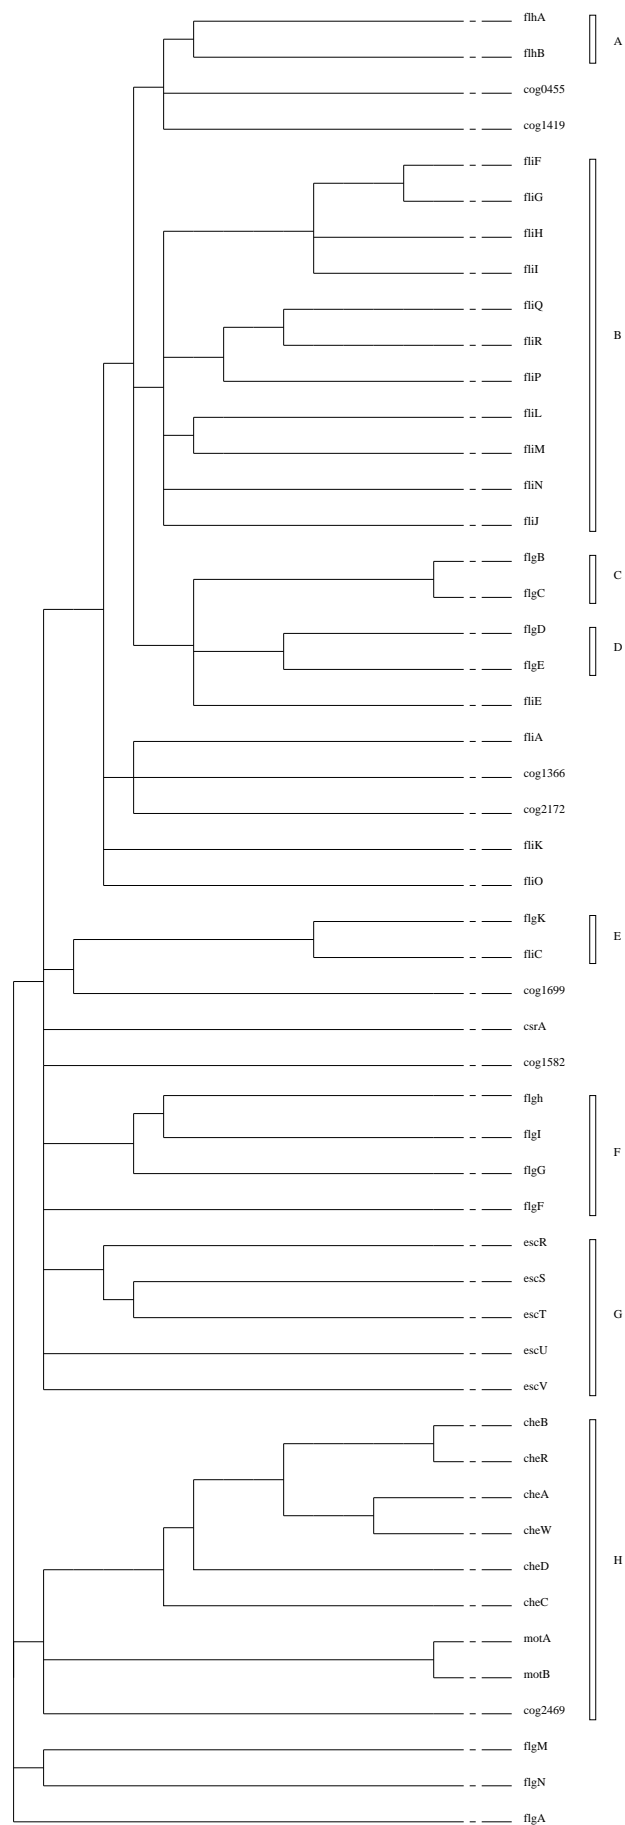 flhA
A
flhB
cog0455
cog1419
fliF
fliG
fliH
fliI
fliQ
B
fliR
fliP
fliL
fliM
fliN
fliJ
flgB
C
flgC
flgD
D
flgE
fliE
fliA
cog1366
cog2172
fliK
fliO
flgK
E
fliC
cog1699
csrA
cog1582
flgh
flgI
F
flgG
flgF
escR
escS
escT
G
escU
escV
cheB
cheR
cheA
cheW
H
cheD
cheC
motA
motB
cog2469
flgM
flgN
flgA